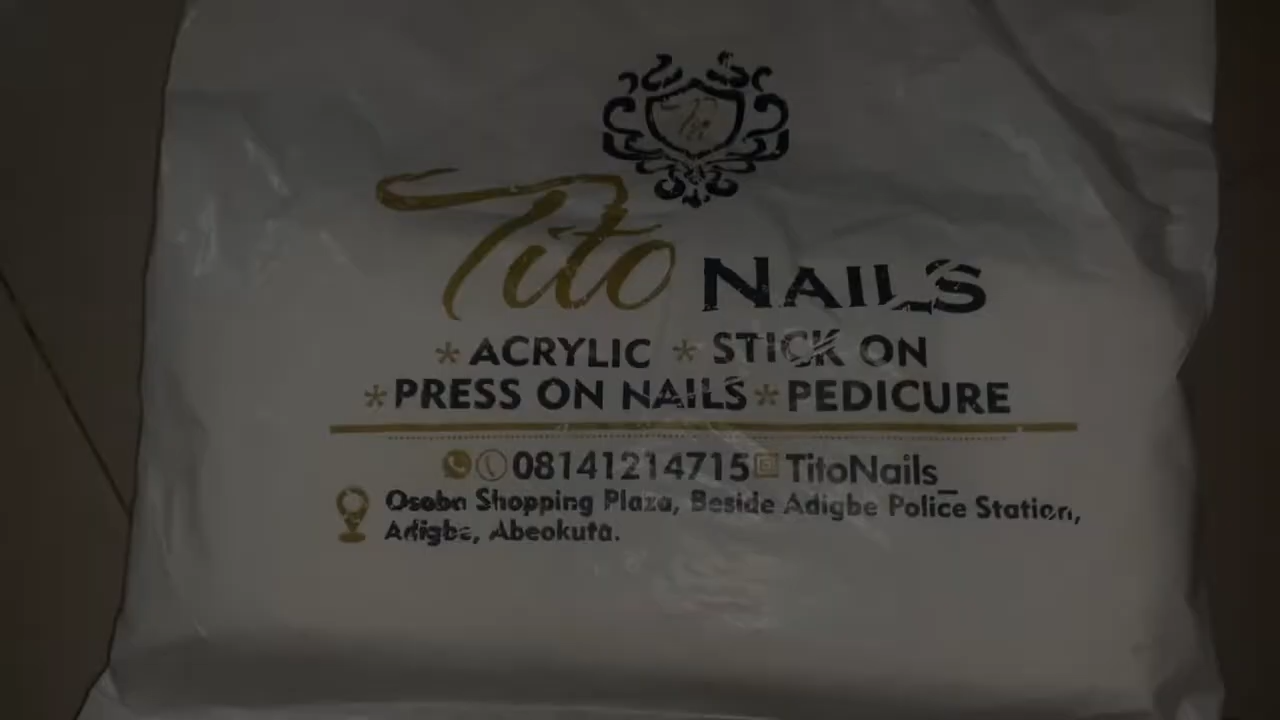 Tito NAILS
* ACRYLIC * STICK ON
* PRESS ON NAILS * PEDICURE
08141214715 TitoNails_
Osoba Shopping Plaza, Beside Adigbe Police Station,
Adigbe, Abeokuta.